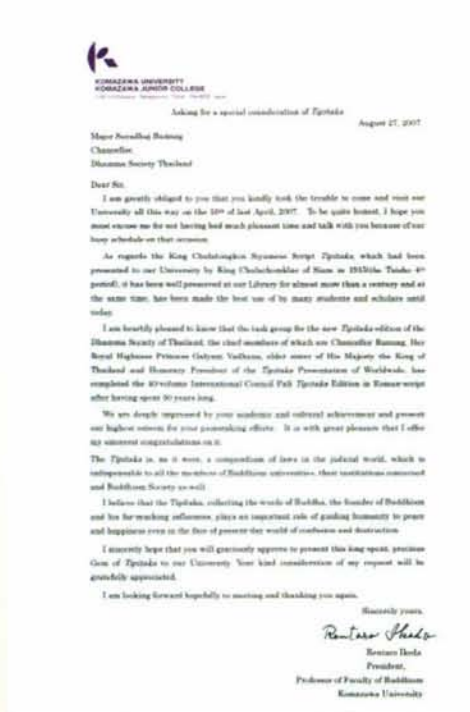 KOMAZAWA UNIVERSITY
KOMAZAWA JUNIOR COLLEGE
Asking for a special consideration of Tipitaka
August 27, 2007
Major Suradhaj Bunnag
Chancellor,
Dhamma Society Thailand
Dear Sir,
I am greatly obliged to you that you kindly took the trouble to come and visit our
University all this way on the of last April, 2007. To be quite honest, I hope you
must excuse me for not having had much pleasant time and talk with you because of our
busy schedule on that occasion.
As regards the King Chulalongkon Siyamese Script Tipitaka, which had been
presented to our University by King Chulachomklao of Siam in 1915(the Taisho 4th
period), it has been well preserved at our Library for almost more than a century and at
the same time, has been made the best use of by many students and scholars until
today.
I am heartily pleased to know that the task group for the new Tipitaka edition of the
Dhamma Society of Thailand, the chief members of which are Chancellor Bunnag, Her
Royal Highness Princess Galyani Vadhana, elder sister of His Majesty the King of
Thailand and Honorary President of the Tipitaka Presentation of Worldwide, has
completed the 40-volume International Council Pali Tipitaka Edition in Roman-script
after having spent 50 years long.
We are deeply impressed by your academic and cultural achievement and present
our highest esteem for your painstaking efforts. It is with great pleasure that I offer
my sincerest congratulations on it.
The Tipitaka is, as it were, a compendium of laws in the judicial world, which is
indispensable to all the members of Buddhism universities, their institutions concerned
and Buddhism Society as well.
I believe that the Tipitaka, collecting the words of Buddha, the founder of Buddhism
and his far-reaching influences, plays an important role of guiding humanity to peace
and happiness even in the face of present-day world of confusion and destruction.
I sincerely hope that you will graciously approve to present this long spent, precious
Gem of Tipitaka to our University. Your kind consideration of my request will be
gratefully appreciated.
I am looking forward hopefully to meeting and thanking you again.
Sincerely yours,
Rentaro Ikeda
Rentaro Ikeda
President,
Professor of Faculty of Buddhism
Komazawa University